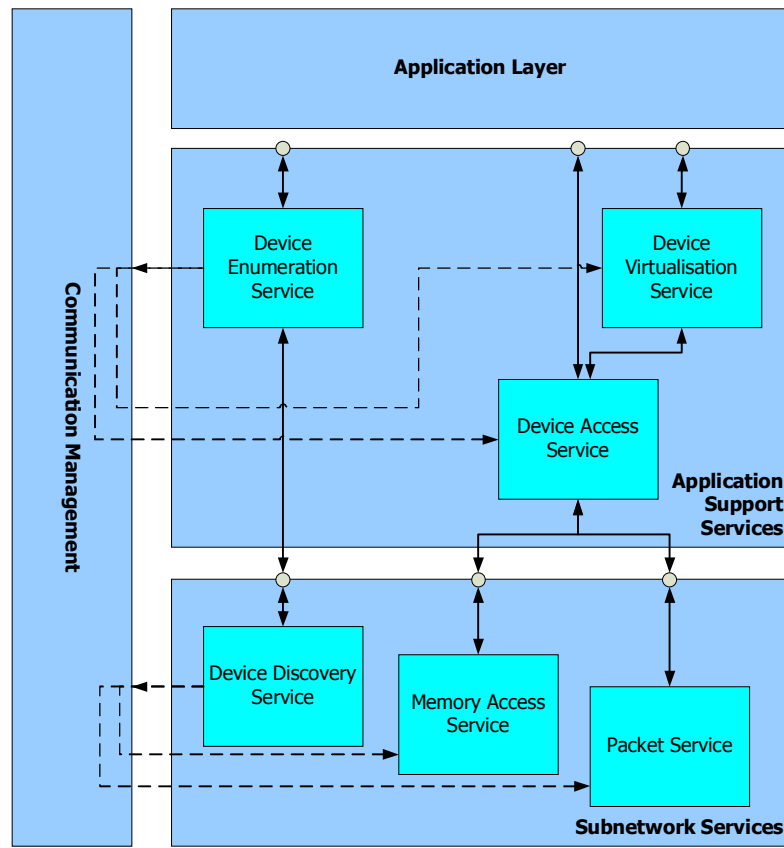 Application Layer
Communication Management
Device
Enumeration
Service
Device
Virtualisation
Service
Device Access
Service
Application
Support
Services
Device Discovery
Service
Memory Access
Service
Packet Service
Subnetwork Services